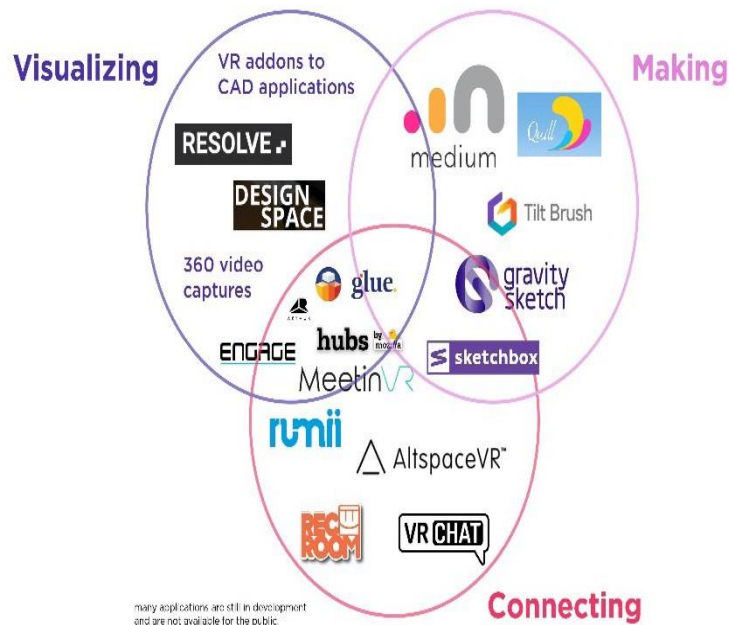 Visualizing
VR addons to
CAD applications
Making
RESOLVE
medium
Quill
DESIGN
SPACE
Tilt Brush
360 video
captures
glue.
gravity
sketch
ENGAGE
hubs by mozilla
sketchbox
MeetinVR
rumii
AltspaceVR™
REC
ROOM
VR CHAT
many applications are still in development
and are not available for the public.
Connecting